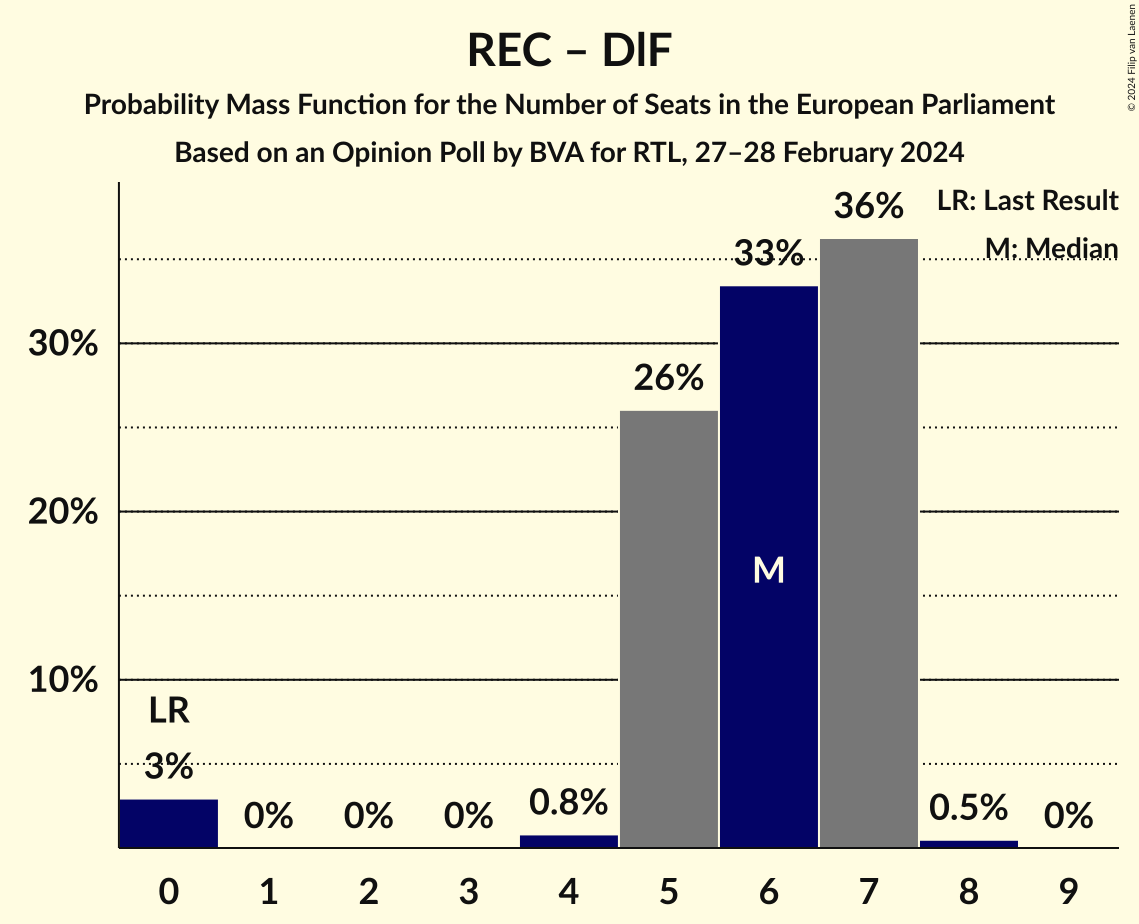 REC – DlF
Probability Mass Function for the Number of Seats in the European Parliament
Based on an Opinion Poll by BVA for RTL, 27–28 February 2024
© 2024 Filip van Laenen
LR: Last Result
M: Median
30%
20%
10%
LR
3%
0%
0%
0%
0.8%
26%
33%
36%
0.5%
0%
M
0 1 2 3 4 5 6 7 8 9